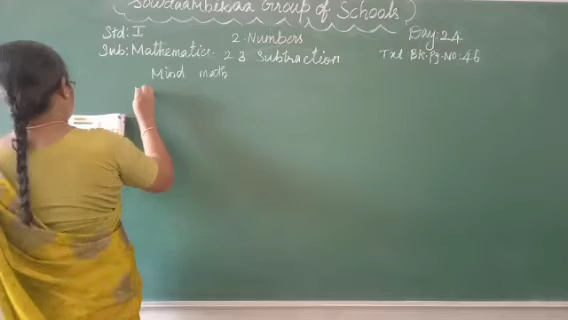 Sowdaambikaa Group of Schools
Std: I 2. Numbers Day: 24
Sub: Mathematics. 2 3 Subtraction Txt Bk. Pg. No: 46
Mind math